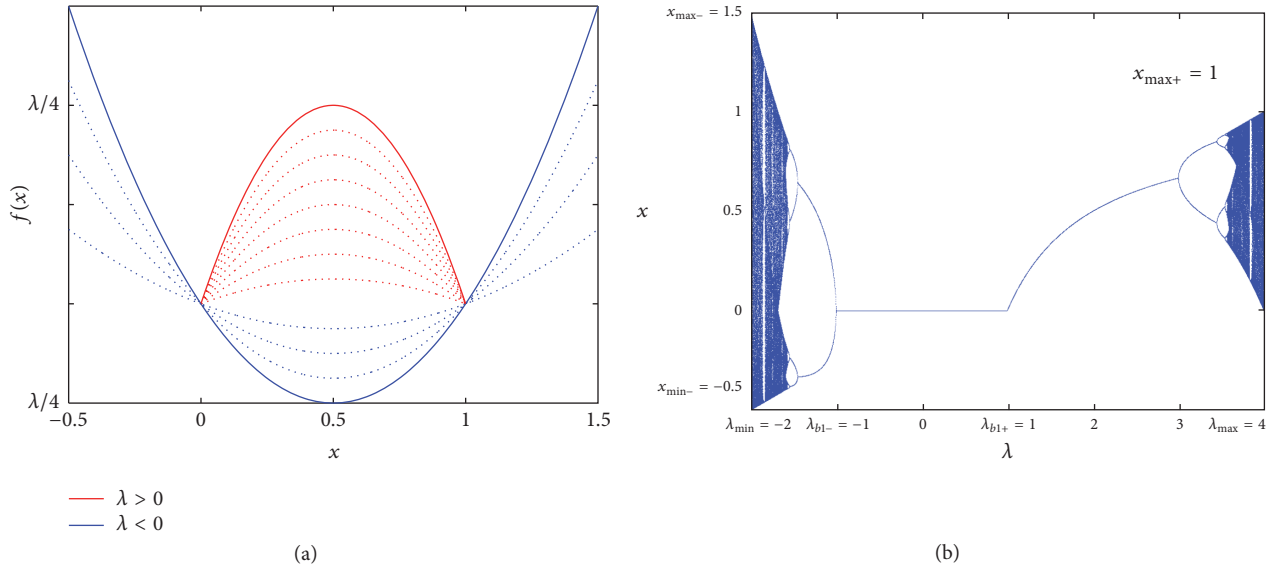 f(x)
λ/4
λ/4
−0.5
0
0.5
1
1.5
x
λ > 0
λ < 0
(a)
x
x_max− = 1.5
1
0.5
0
x_min− = −0.5
x_max+ = 1
λ_min = −2
λ_b1− = −1
0
λ_b1+ = 1
2
3
λ_max = 4
λ
(b)